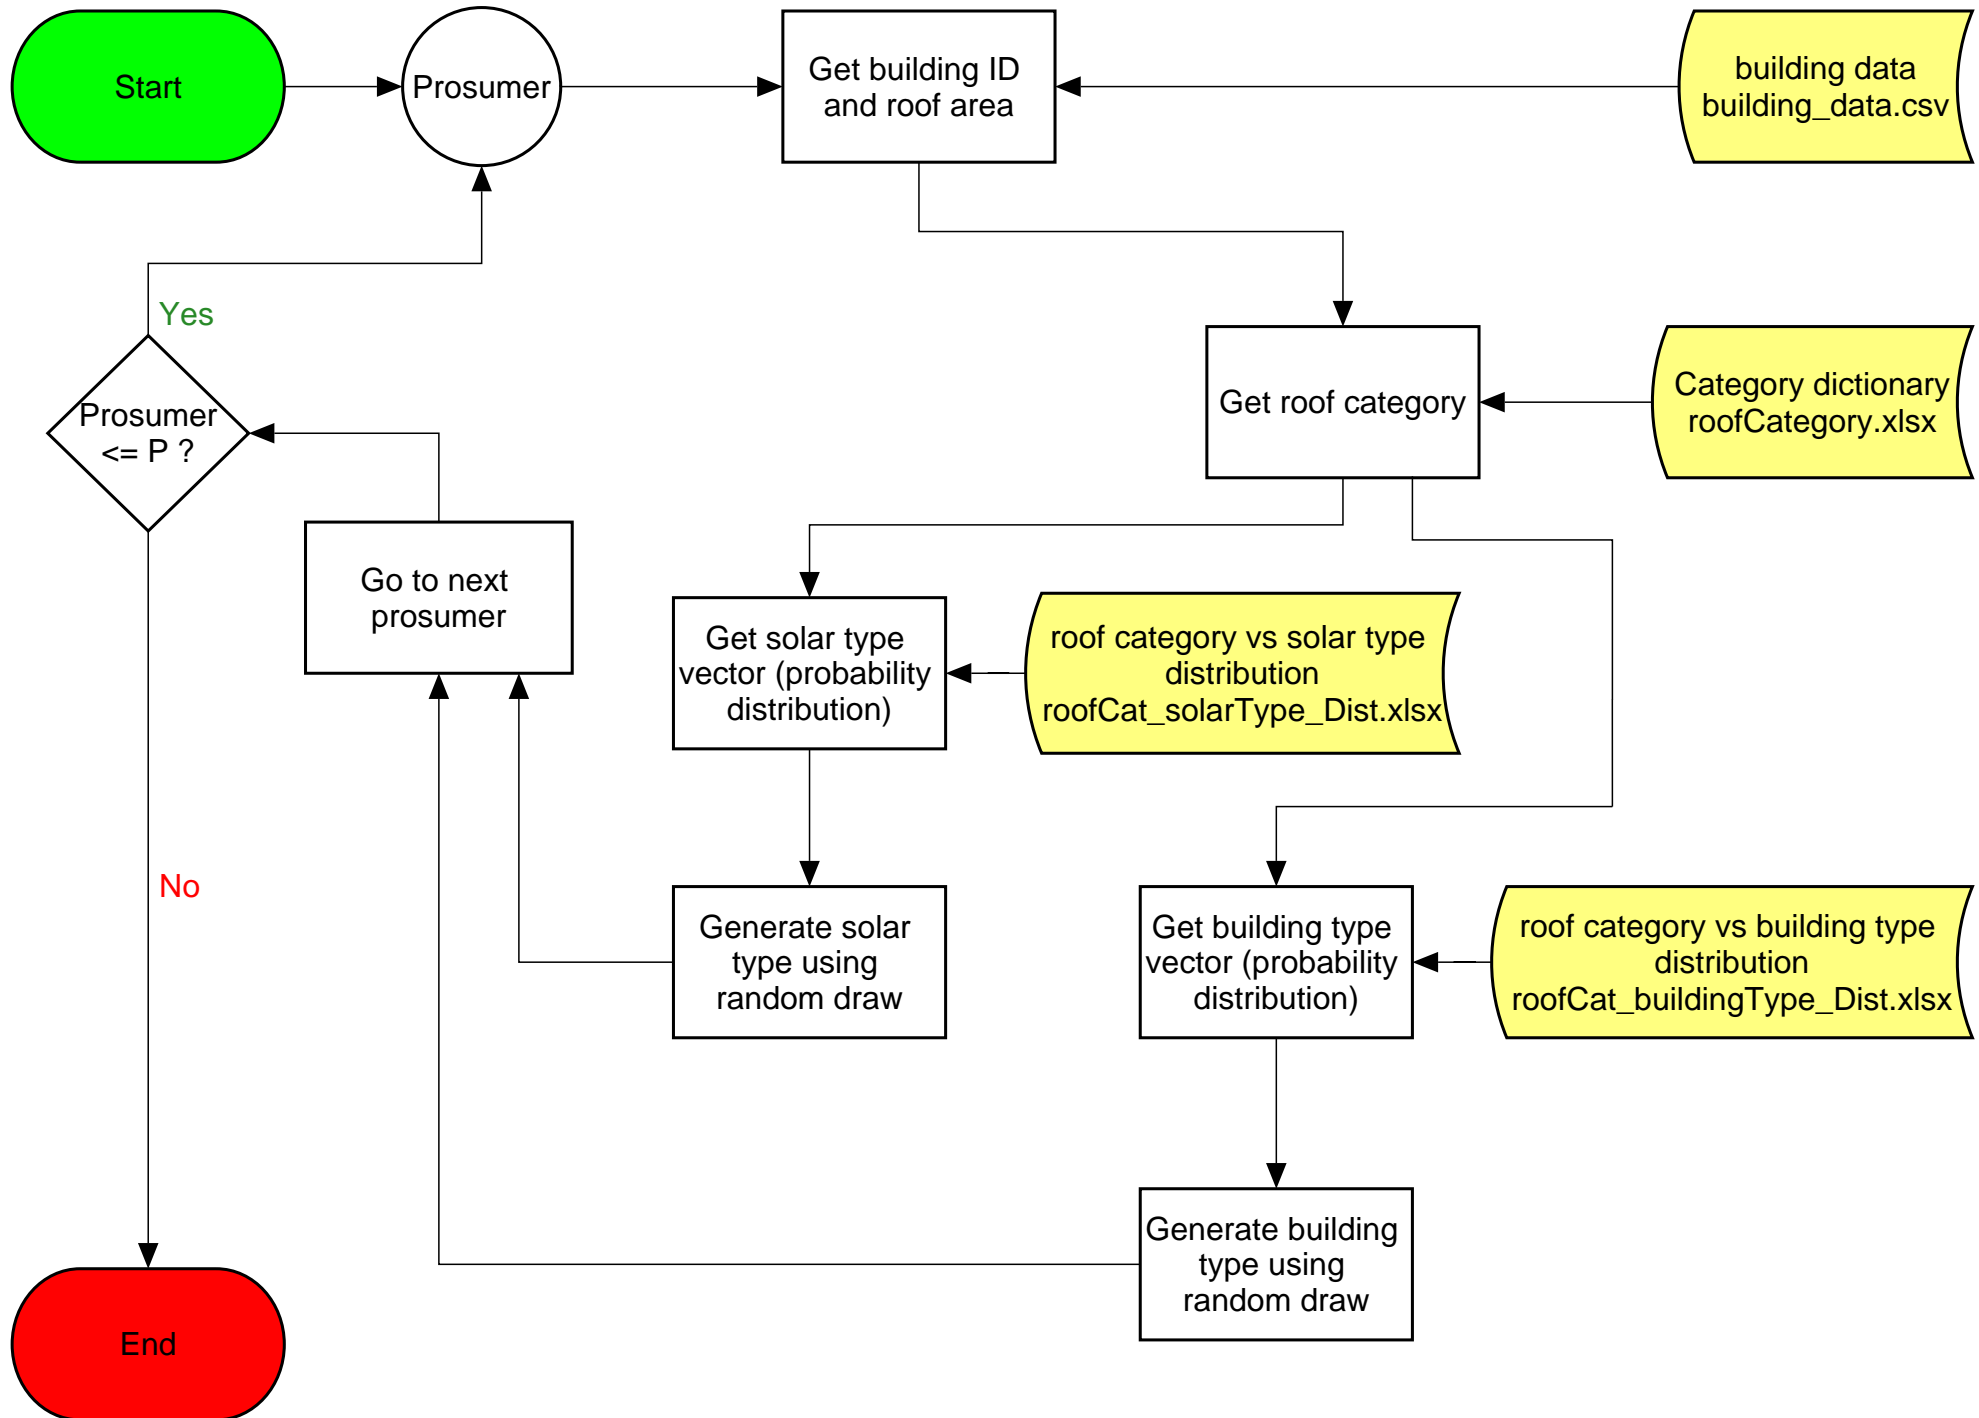 Start
Prosumer
Get building ID
and roof area
building data
building_data.csv
Yes
Prosumer
<= P ?
Get roof category
Category dictionary
roofCategory.xlsx
Go to next
prosumer
Get solar type
vector (probability
distribution)
roof category vs solar type
distribution
roofCat_solarType_Dist.xlsx
No
Generate solar
type using
random draw
Get building type
vector (probability
distribution)
roof category vs building type
distribution
roofCat_buildingType_Dist.xlsx
Generate building
type using
random draw
End